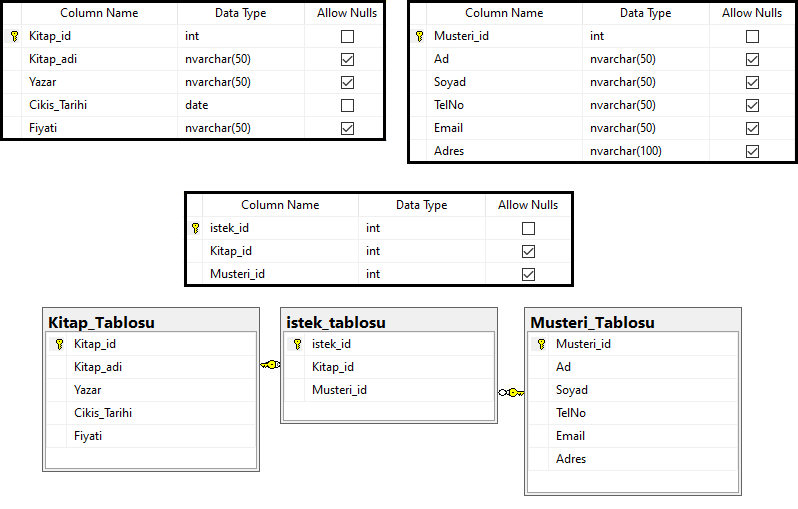 Column Name Data Type Allow Nulls
Kitap_id int
Kitap_adi nvarchar(50)
Yazar nvarchar(50)
Cikis_Tarihi date
Fiyati nvarchar(50)
Column Name Data Type Allow Nulls
Musteri_id int
Ad nvarchar(50)
Soyad nvarchar(50)
TelNo nvarchar(50)
Email nvarchar(50)
Adres nvarchar(100)
Column Name Data Type Allow Nulls
istek_id int
Kitap_id int
Musteri_id int
Kitap_Tablosu
Kitap_id
Kitap_adi
Yazar
Cikis_Tarihi
Fiyati
istek_tablosu
istek_id
Kitap_id
Musteri_id
Musteri_Tablosu
Musteri_id
Ad
Soyad
TelNo
Email
Adres